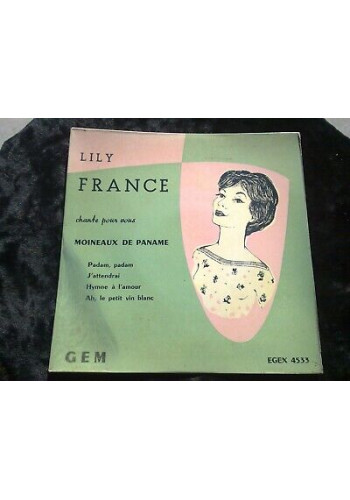 LILY
FRANCE
chante pour vous
MOINEAUX DE PANAME
Padam, padam
J'attendrai
Hymne à l'amour
Ah, le petit vin blanc
GEM
EGEX 4533